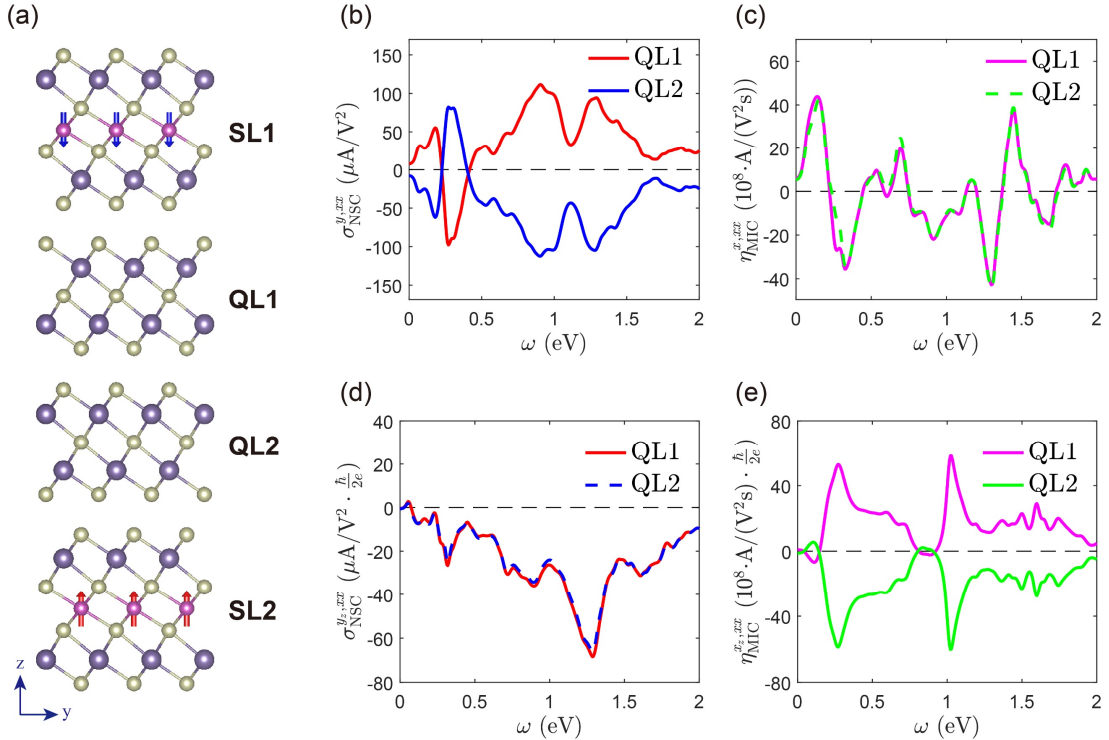 (a)
SL1
QL1
QL2
SL2
z
y
(b)
σ_NSC^{y,xx} (μA/V²)
150
100
50
0
-50
-100
-150
QL1
QL2
0
0.5
1
1.5
2
ω (eV)
(c)
η_MIC^{x,xx} (10⁸·A/(V²s))
60
40
20
0
-20
-40
QL1
QL2
0
0.5
1
1.5
2
ω (eV)
(d)
σ_NSC^{y_z,xx} (μA/V² · ħ/2e)
40
20
0
-20
-40
-60
-80
QL1
QL2
0
0.5
1
1.5
2
ω (eV)
(e)
η_MIC^{x_z,xx} (10⁸·A/(V²s) · ħ/2e)
80
40
0
-40
-80
QL1
QL2
0
0.5
1
1.5
2
ω (eV)